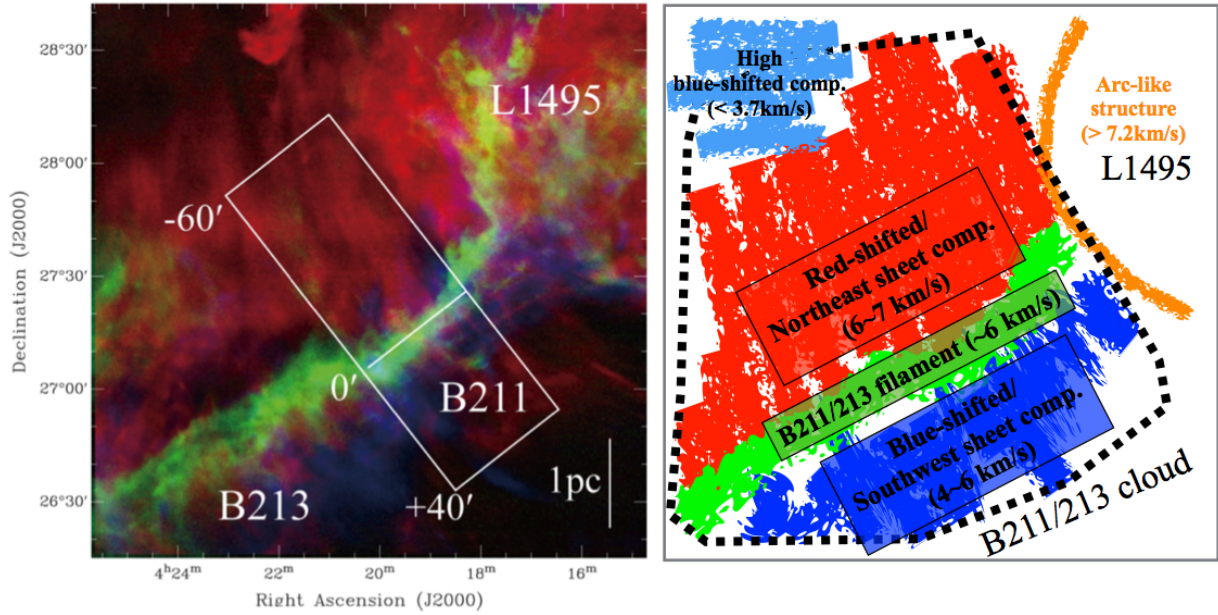 28°30′
28°00′
27°30′
27°00′
26°30′
Declination (J2000)
4ʰ24ᵐ
22ᵐ
20ᵐ
18ᵐ
16ᵐ
Right Ascension (J2000)
L1495
-60′
0′
B211
1pc
B213
+40′
High
blue-shifted comp.
(< 3.7km/s)
Arc-like
structure
(> 7.2km/s)
L1495
Red-shifted/
Northeast sheet comp.
(6~7 km/s)
B211/213 filament (~6 km/s)
Blue-shifted/
Southwest sheet comp.
(4~6 km/s)
B211/213 cloud